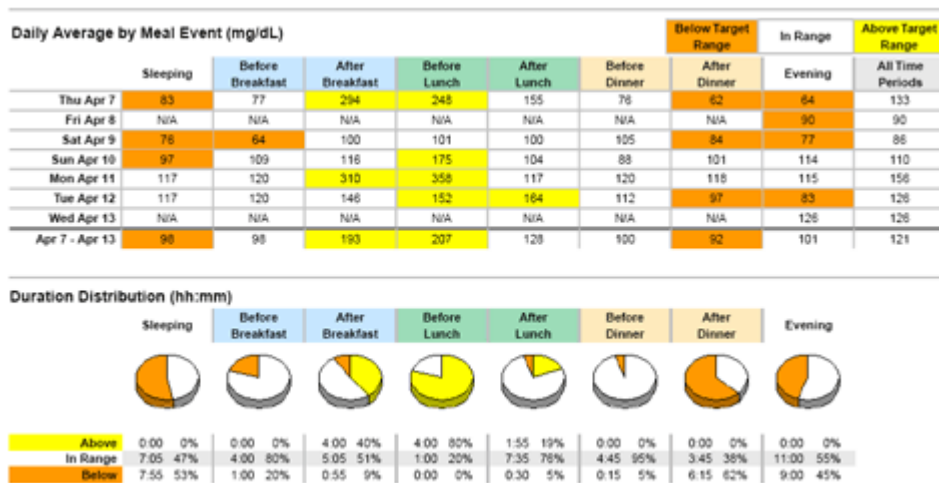 Daily Average by Meal Event (mg/dL) Below Target Range In Range Above Target Range
Sleeping Before Breakfast After Breakfast Before Lunch After Lunch Before Dinner After Dinner Evening All Time Periods
Thu Apr 7 83 77 294 248 155 76 62 64 133
Fri Apr 8 N/A N/A N/A N/A N/A N/A N/A 90 90
Sat Apr 9 76 64 100 101 100 105 84 77 86
Sun Apr 10 97 109 116 175 104 88 101 114 110
Mon Apr 11 117 120 310 358 117 120 118 115 156
Tue Apr 12 117 120 146 152 164 112 97 83 126
Wed Apr 13 N/A N/A N/A N/A N/A N/A N/A 126 126
Apr 7 - Apr 13 98 98 193 207 128 100 92 101 121
Duration Distribution (hh:mm)
Sleeping Before Breakfast After Breakfast Before Lunch After Lunch Before Dinner After Dinner Evening
Above 0:00 0% 0:00 0% 4:00 40% 4:00 80% 1:55 19% 0:00 0% 0:00 0% 0:00 0%
In Range 7:05 47% 4:00 80% 5:05 51% 1:00 20% 7:35 76% 4:45 95% 3:45 38% 11:00 55%
Below 7:55 53% 1:00 20% 0:55 9% 0:00 0% 0:30 5% 0:15 5% 6:15 62% 9:00 45%